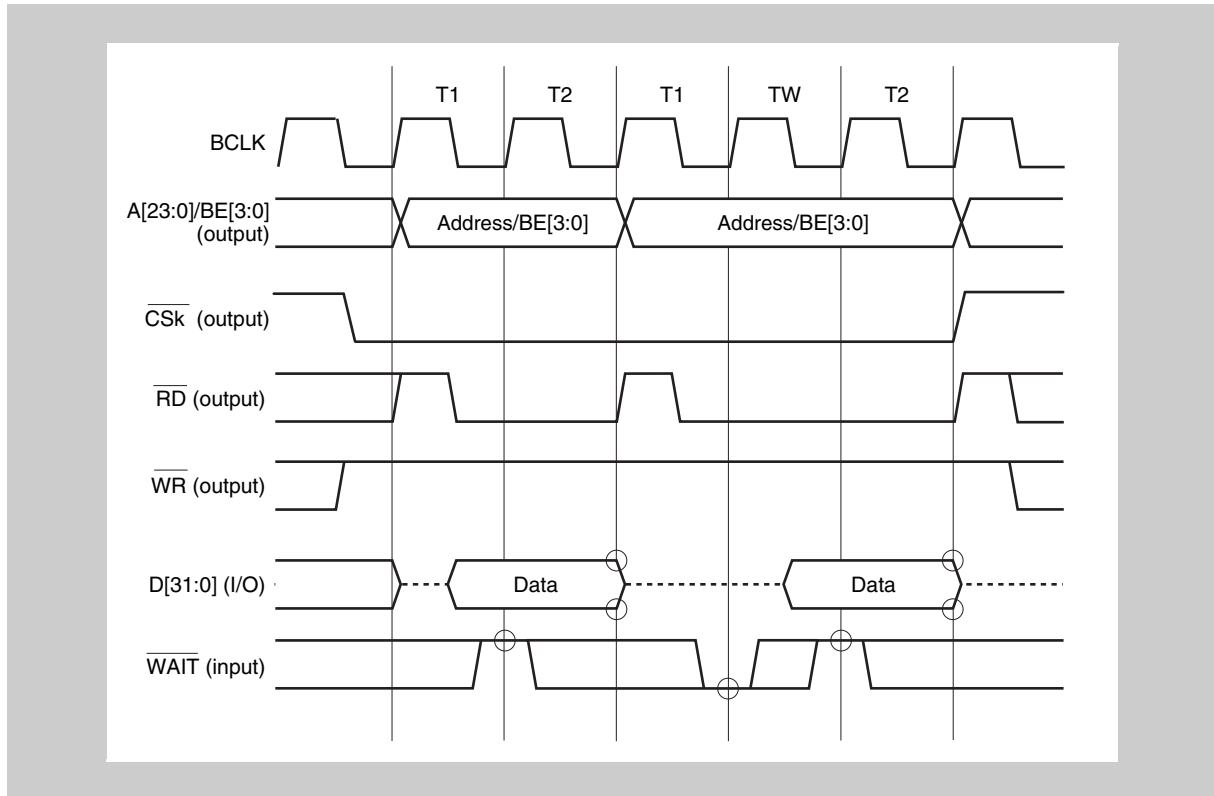 T1 T2 T1 TW T2
BCLK
A[23:0]/BE[3:0]
(output)
Address/BE[3:0] Address/BE[3:0]
CSk (output)
RD (output)
WR (output)
D[31:0] (I/O) Data Data
WAIT (input)